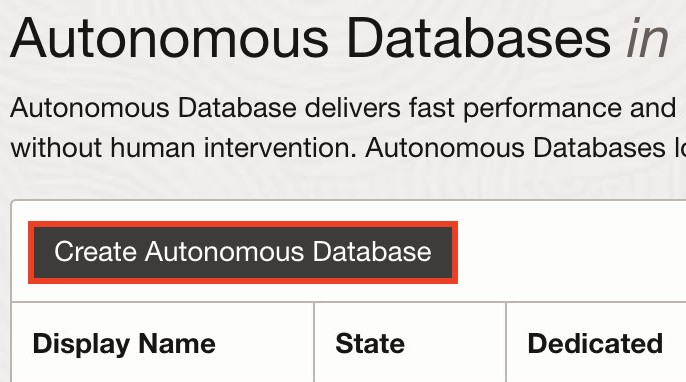 Autonomous Databases in
Autonomous Database delivers fast performance and
without human intervention. Autonomous Databases
Create Autonomous Database
Display Name State Dedicated